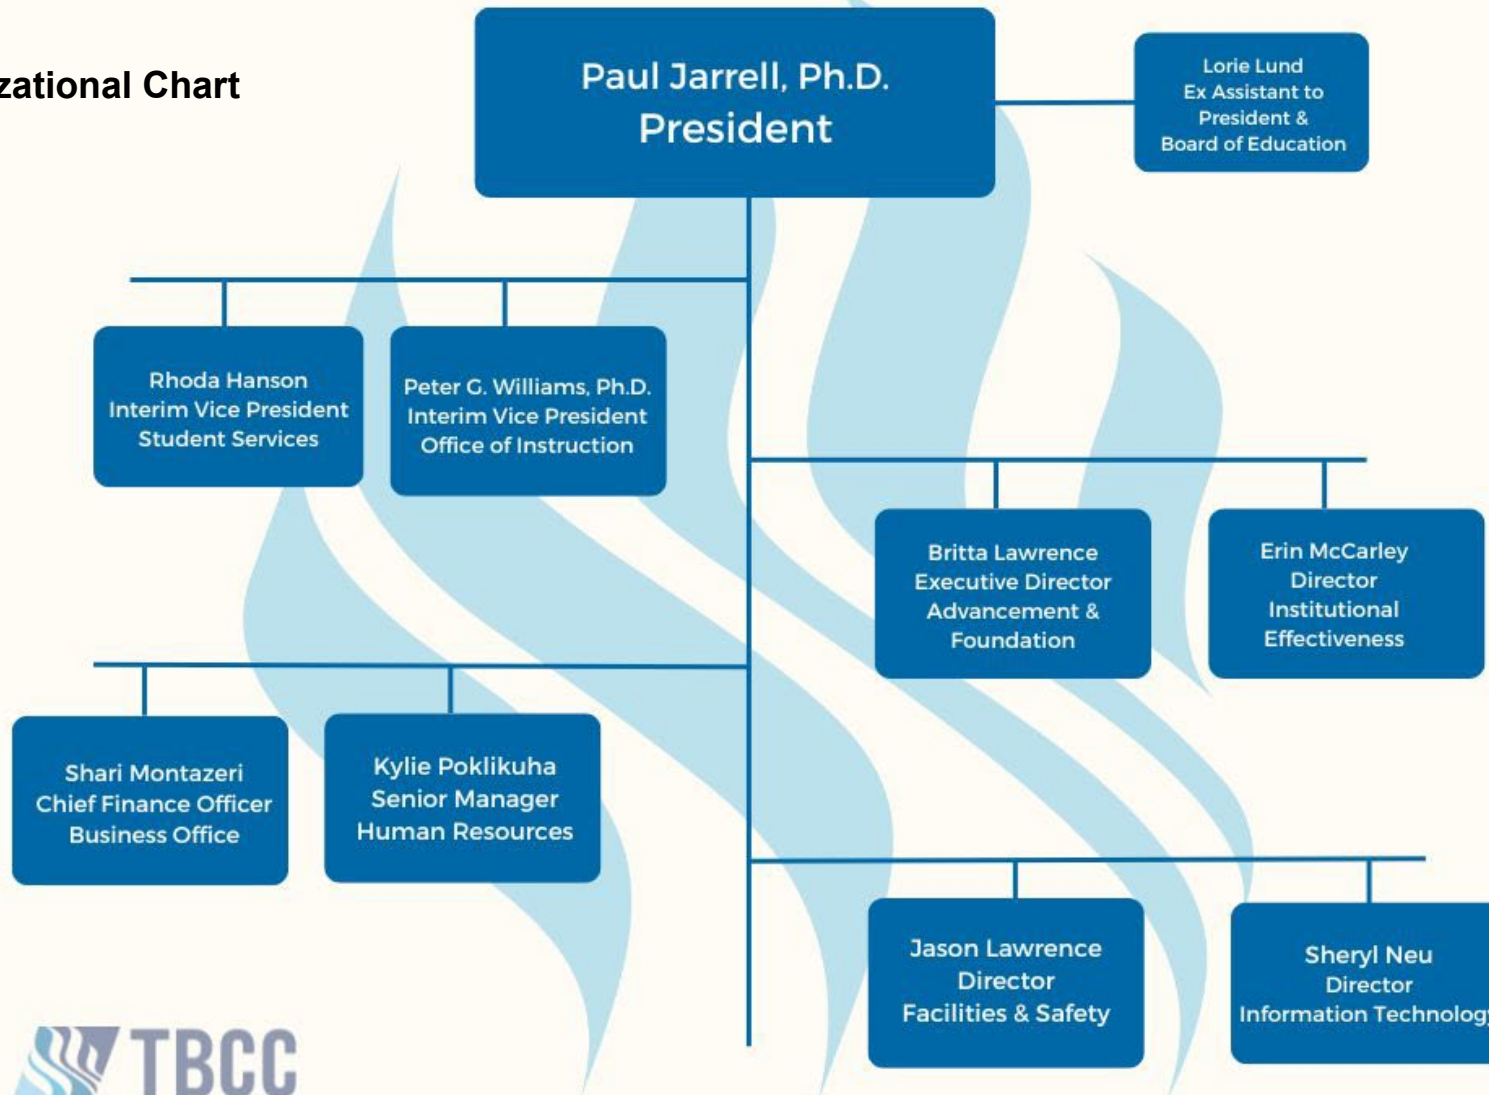 zational Chart
Paul Jarrell, Ph.D.
President
Lorie Lund
Ex Assistant to
President &
Board of Education
Rhoda Hanson
Interim Vice President
Student Services
Peter G. Williams, Ph.D.
Interim Vice President
Office of Instruction
Britta Lawrence
Executive Director
Advancement &
Foundation
Erin McCarley
Director
Institutional
Effectiveness
Shari Montazeri
Chief Finance Officer
Business Office
Kylie Poklikuha
Senior Manager
Human Resources
Jason Lawrence
Director
Facilities & Safety
Sheryl Neu
Director
Information Technology
TBCC